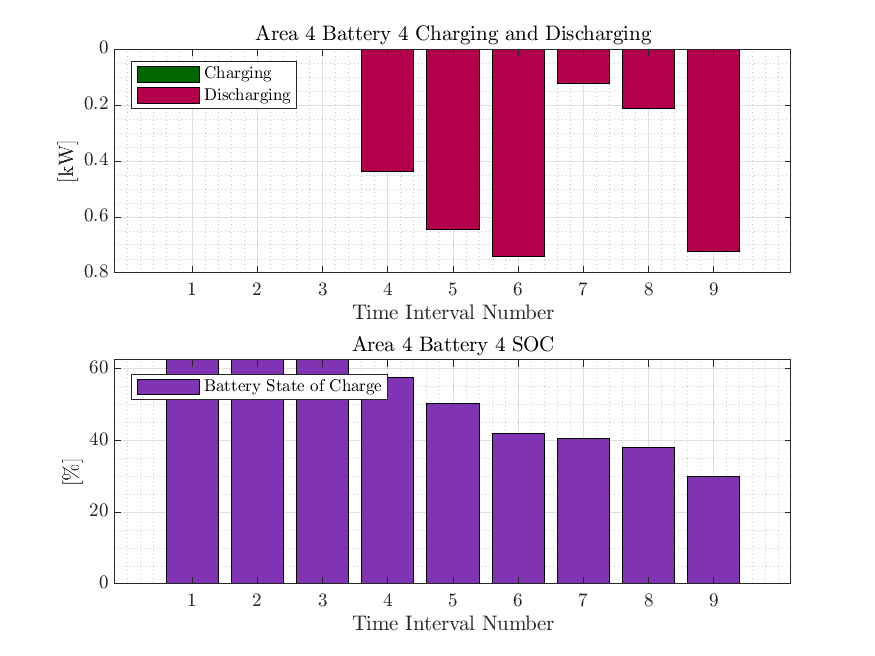 Area 4 Battery 4 Charging and Discharging
0
0.2
0.4
0.6
0.8
[kW]
Charging
Discharging
1 2 3 4 5 6 7 8 9
Time Interval Number
Area 4 Battery 4 SOC
60
40
20
0
[%]
Battery State of Charge
1 2 3 4 5 6 7 8 9
Time Interval Number